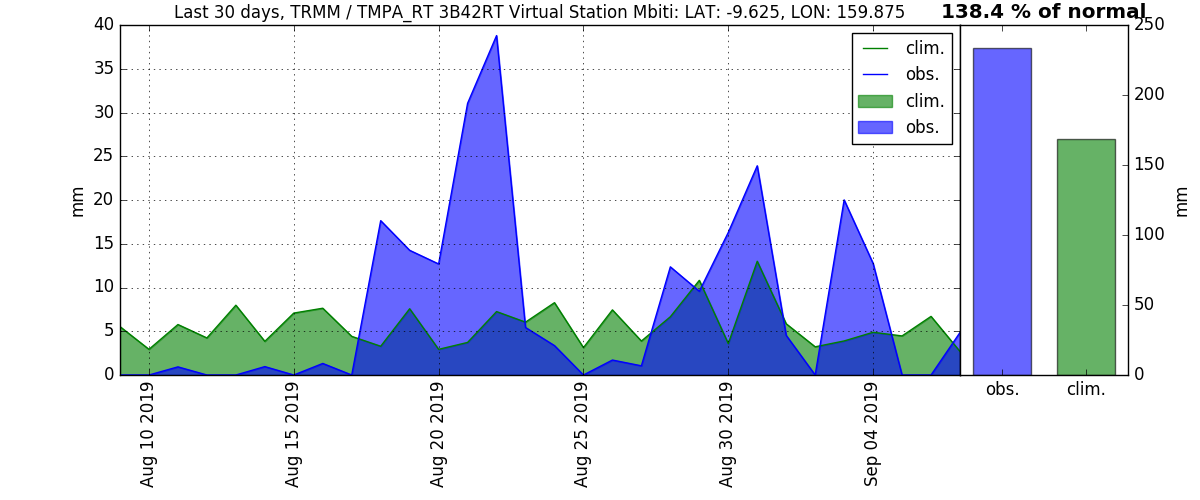 Last 30 days, TRMM / TMPA_RT 3B42RT Virtual Station Mbiti: LAT: -9.625, LON: 159.875
138.4 % of normal
40
35
30
25
20
15
10
5
0
mm
clim.
obs.
clim.
obs.
250
200
150
100
50
0
mm
Aug 10 2019
Aug 15 2019
Aug 20 2019
Aug 25 2019
Aug 30 2019
Sep 04 2019
obs.
clim.